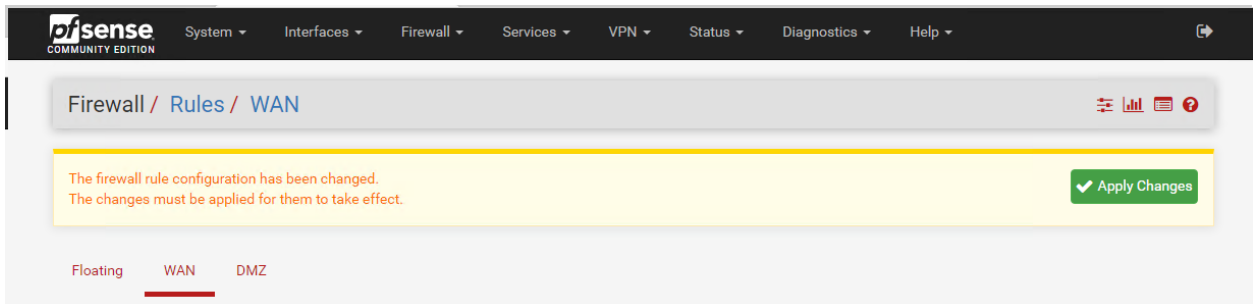 pfsense System Interfaces Firewall Services VPN Status Diagnostics Help
COMMUNITY EDITION
Firewall / Rules / WAN
The firewall rule configuration has been changed.
The changes must be applied for them to take effect.
Apply Changes
Floating WAN DMZ